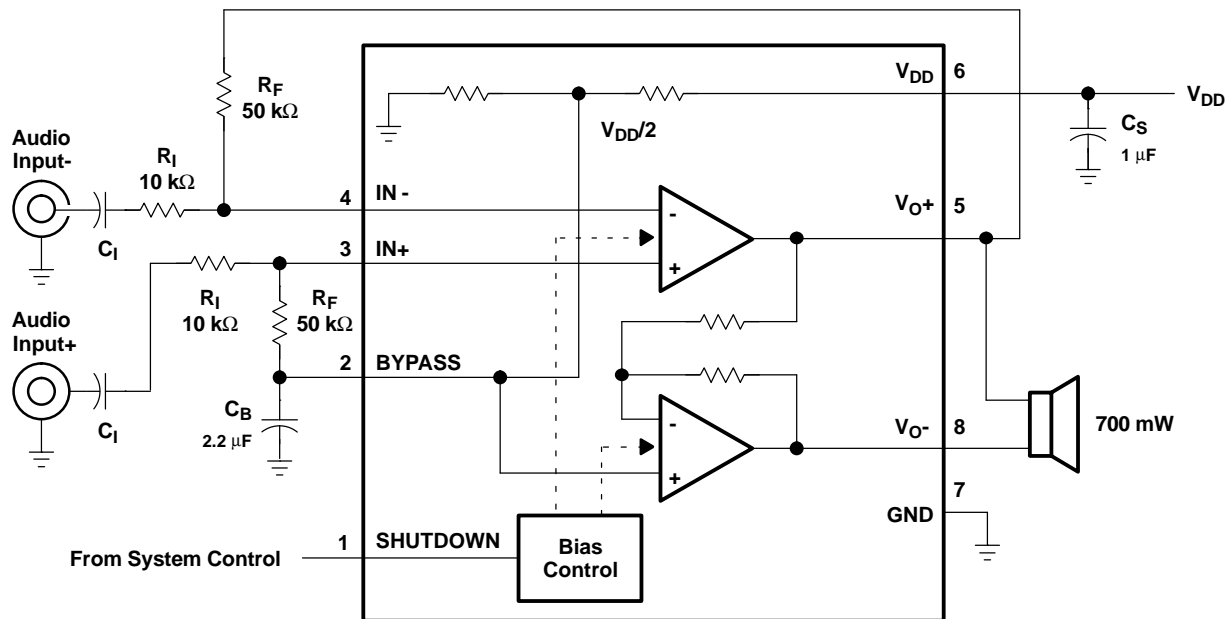 R_F
50 kΩ
Audio
Input-
R_I
10 kΩ
C_I
4
IN -
V_DD/2
V_DD
6
V_DD
C_S
1 μF
V_O+
5
3
IN+
R_I
10 kΩ
R_F
50 kΩ
Audio
Input+
C_I
2
BYPASS
C_B
2.2 μF
-
+
-
+
V_O-
8
700 mW
7
GND
From System Control
1
SHUTDOWN
Bias
Control